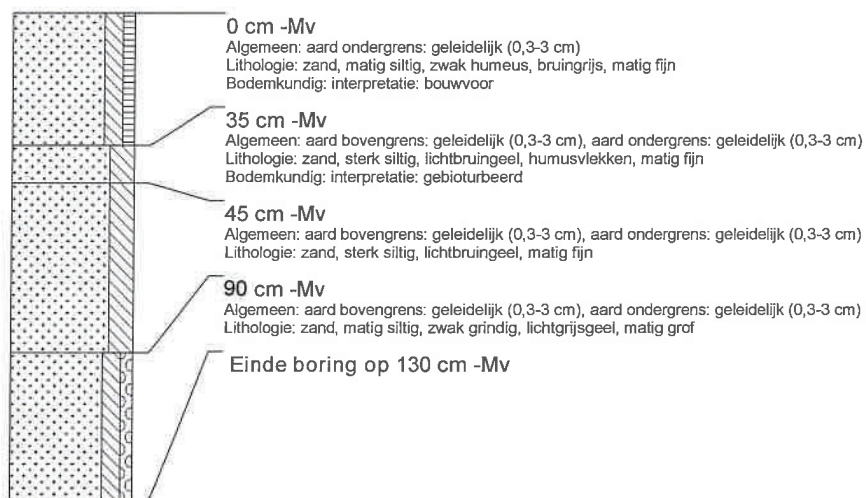 0 cm -Mv
Algemeen: aard ondergrens: geleidelijk (0,3-3 cm)
Lithologie: zand, matig siltig, zwak humeus, bruingrijs, matig fijn
Bodemkundig: interpretatie: bouwvoor
35 cm -Mv
Algemeen: aard bovengrens: geleidelijk (0,3-3 cm), aard ondergrens: geleidelijk (0,3-3 cm)
Lithologie: zand, sterk siltig, lichtbruingeel, humusvlekken, matig fijn
Bodemkundig: interpretatie: gebioturbeerd
45 cm -Mv
Algemeen: aard bovengrens: geleidelijk (0,3-3 cm), aard ondergrens: geleidelijk (0,3-3 cm)
Lithologie: zand, sterk siltig, lichtbruingeel, matig fijn
90 cm -Mv
Algemeen: aard bovengrens: geleidelijk (0,3-3 cm), aard ondergrens: geleidelijk (0,3-3 cm)
Lithologie: zand, matig siltig, zwak grindig, lichtgrijsgeel, matig grof
Einde boring op 130 cm -Mv